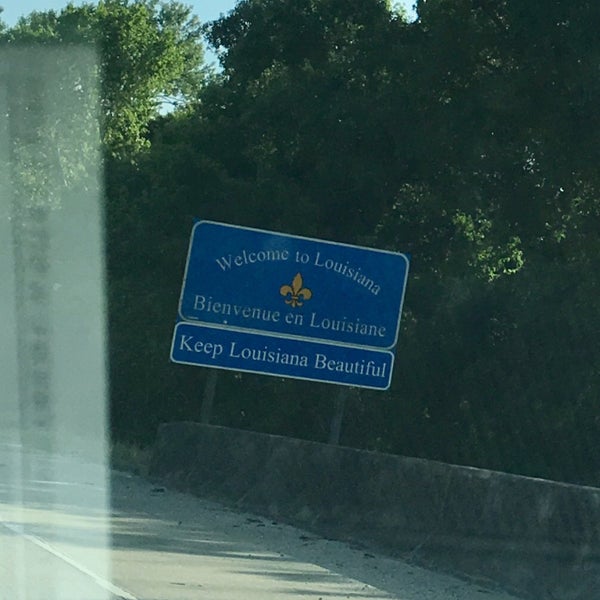 Welcome to Louisiana
Bienvenue en Louisiane
Keep Louisiana Beautiful